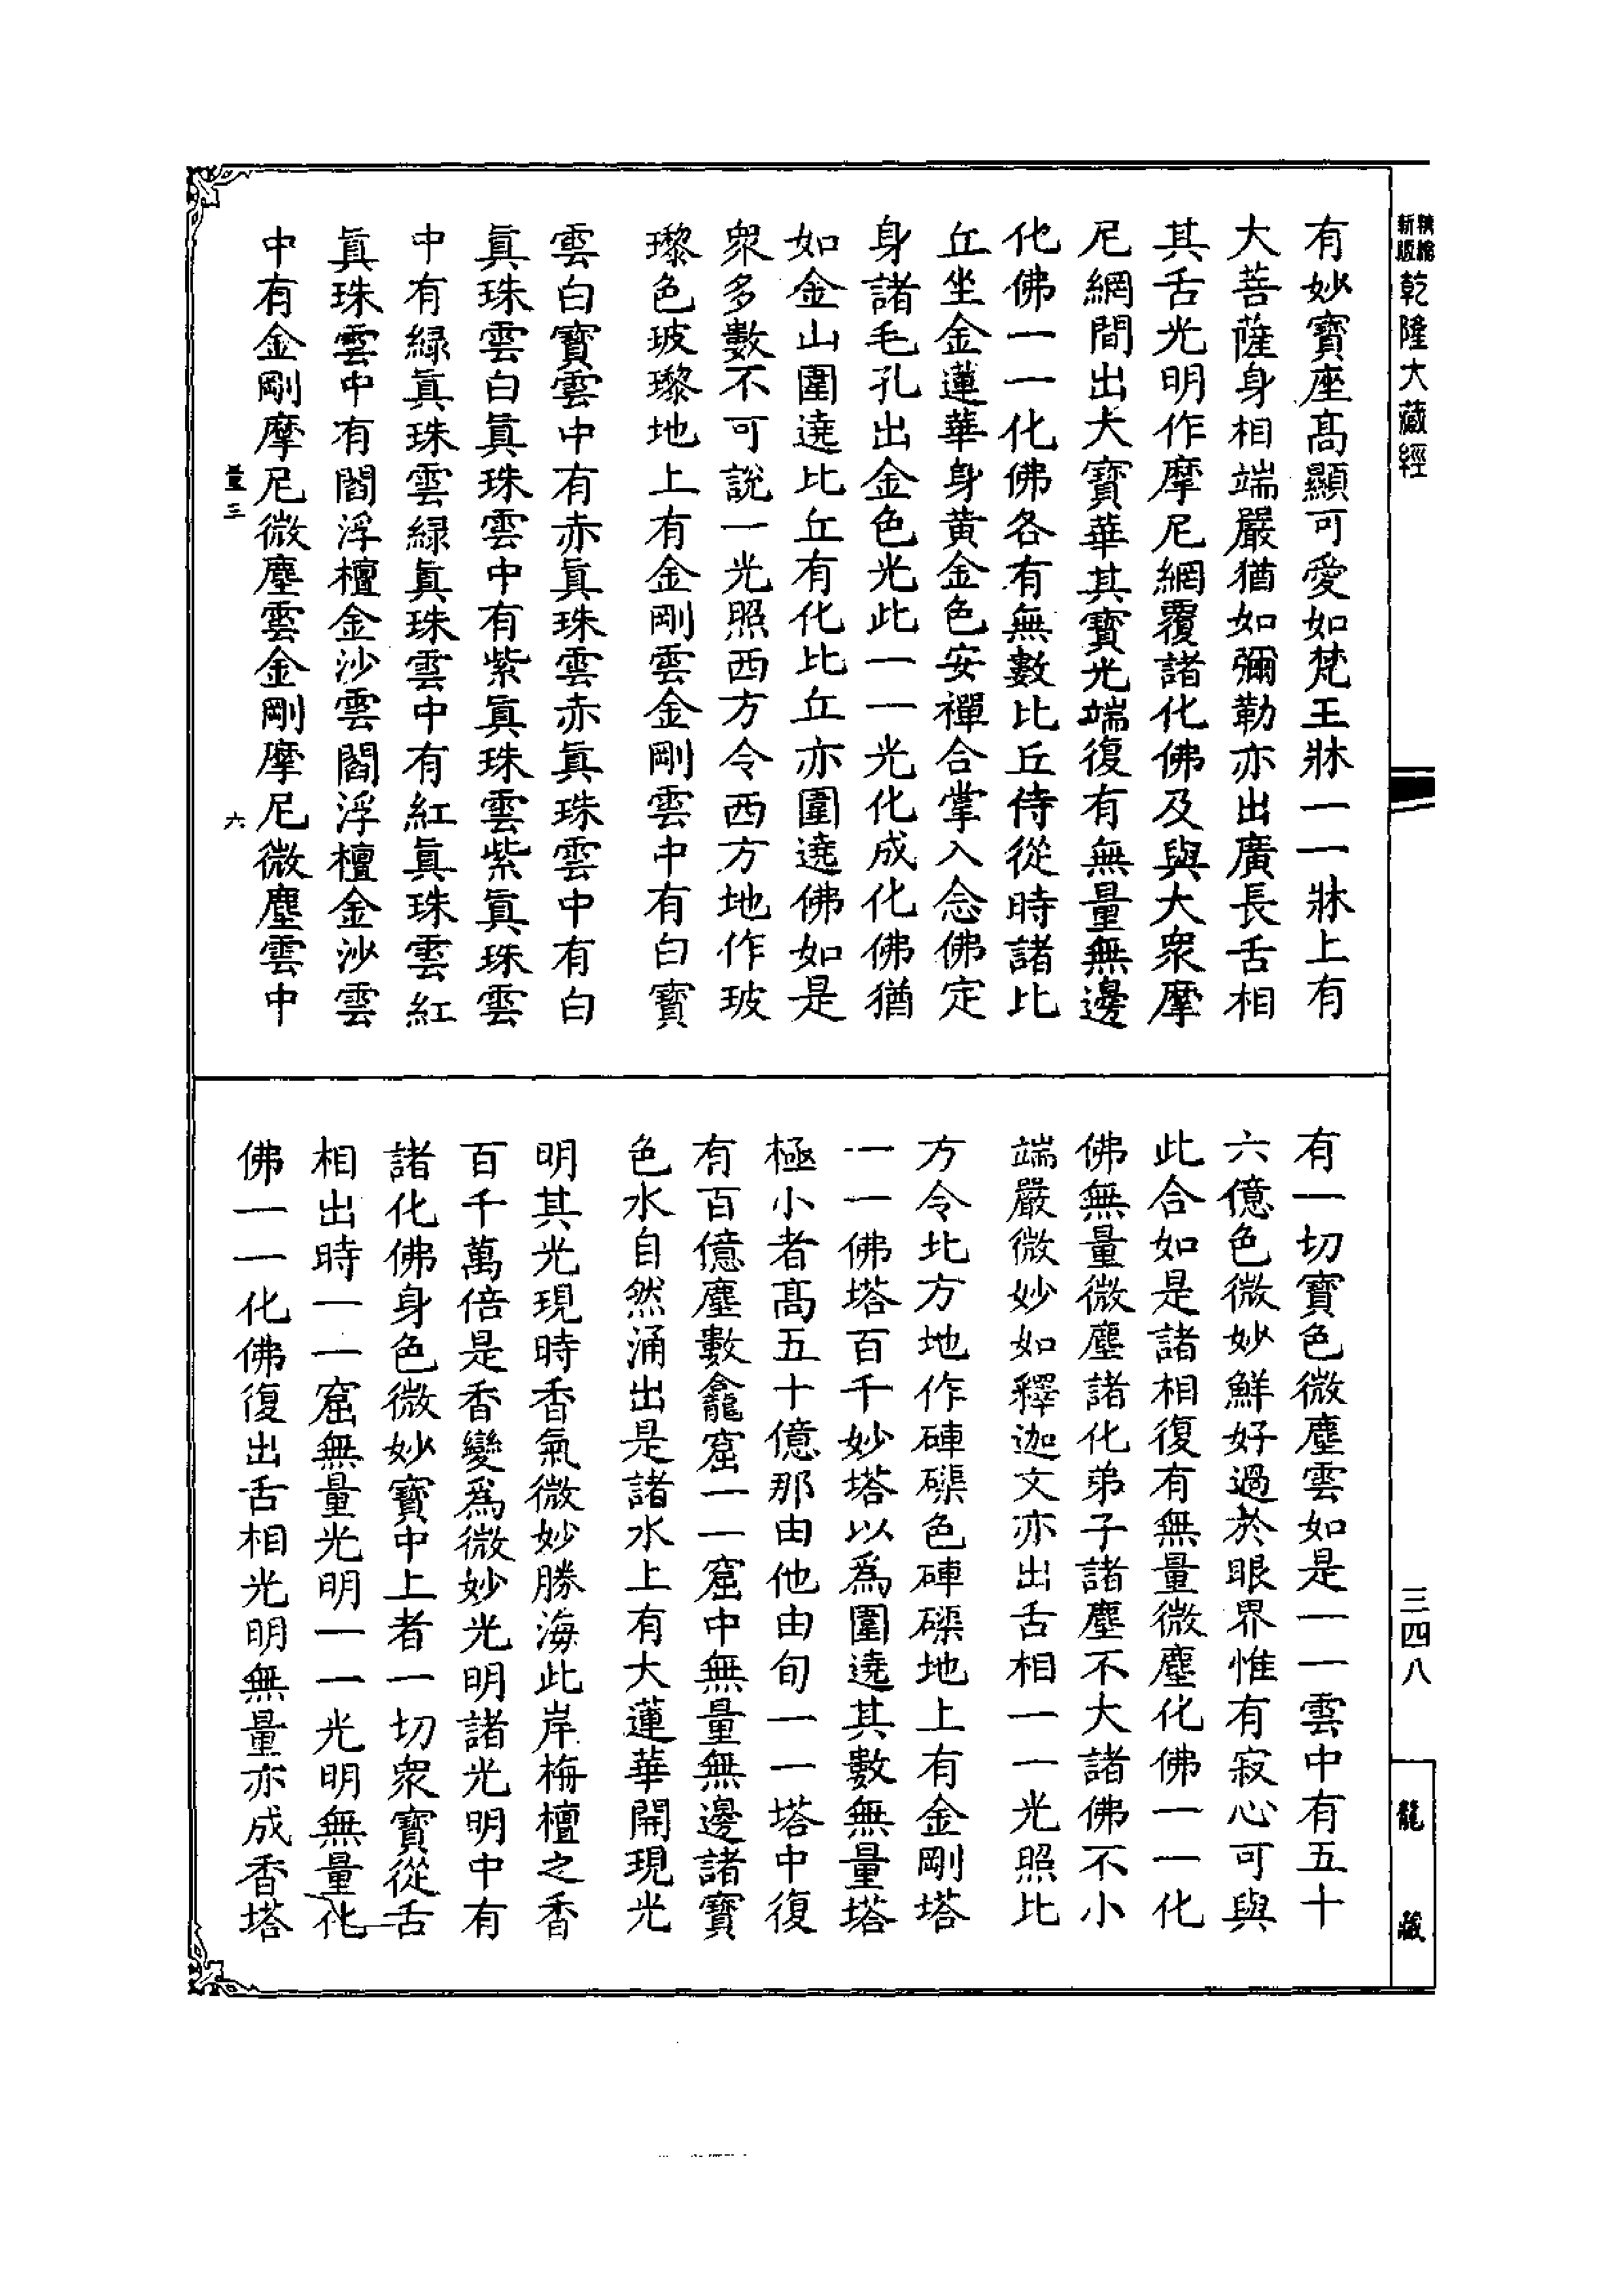 新版
精縮
乾隆大藏經
三四八
龍藏
有妙寶座高顯可愛如梵王牀一一牀上有
大菩薩身相端嚴猶如彌勒亦出廣長舌相
其舌光明作摩尼網覆諸化佛及與大衆摩
尼網間出大寶華其寶光端復有無量無邊
化佛一一化佛各有無數比丘侍從時諸比
丘坐金蓮華身黃金色安禪合掌入念佛定
身諸毛孔出金色光此一一光化成化佛猶
如金山圍遶比丘有化比丘亦圍遶佛如是
衆多數不可說一光照西方令西方地作玻
瓈色玻瓈地上有金剛雲金剛雲中有白寶
雲白寶雲中有赤眞珠雲赤眞珠雲中有白
眞珠雲白眞珠雲中有紫眞珠雲紫眞珠雲
中有緑眞珠雲緑眞珠雲中有紅眞珠雲紅
眞珠雲中有閻浮檀金沙雲閻浮檀金沙雲
中有金剛摩尼微塵雲金剛摩尼微塵雲中
量三
六
有一切寶色微塵雲如是一一雲中有五十
六億色微妙鮮好過於眼界惟有寂心可與
此合如是諸相復有無量微塵化佛一一化
佛無量微塵諸化弟子諸塵不大諸佛不小
端嚴微妙如釋迦文亦出舌相一一光照比
方令北方地作硨磲色硨磲地上有金剛塔
一一佛塔百千妙塔以爲圍遶其數無量塔
極小者高五十億那由他由旬一一塔中復
有百億塵數龕窟一一窟中無量無邊諸寶
色水自然涌出是諸水上有大蓮華開現光
明其光現時香氣微妙勝海此岸栴檀之香
百千萬倍是香變爲微妙光明諸光明中有
諸化佛身色微妙寶中上者一切衆寶從舌
相出時一一窟無量光明一一光明無量化
佛一一化佛復出舌相光明無量亦成香塔